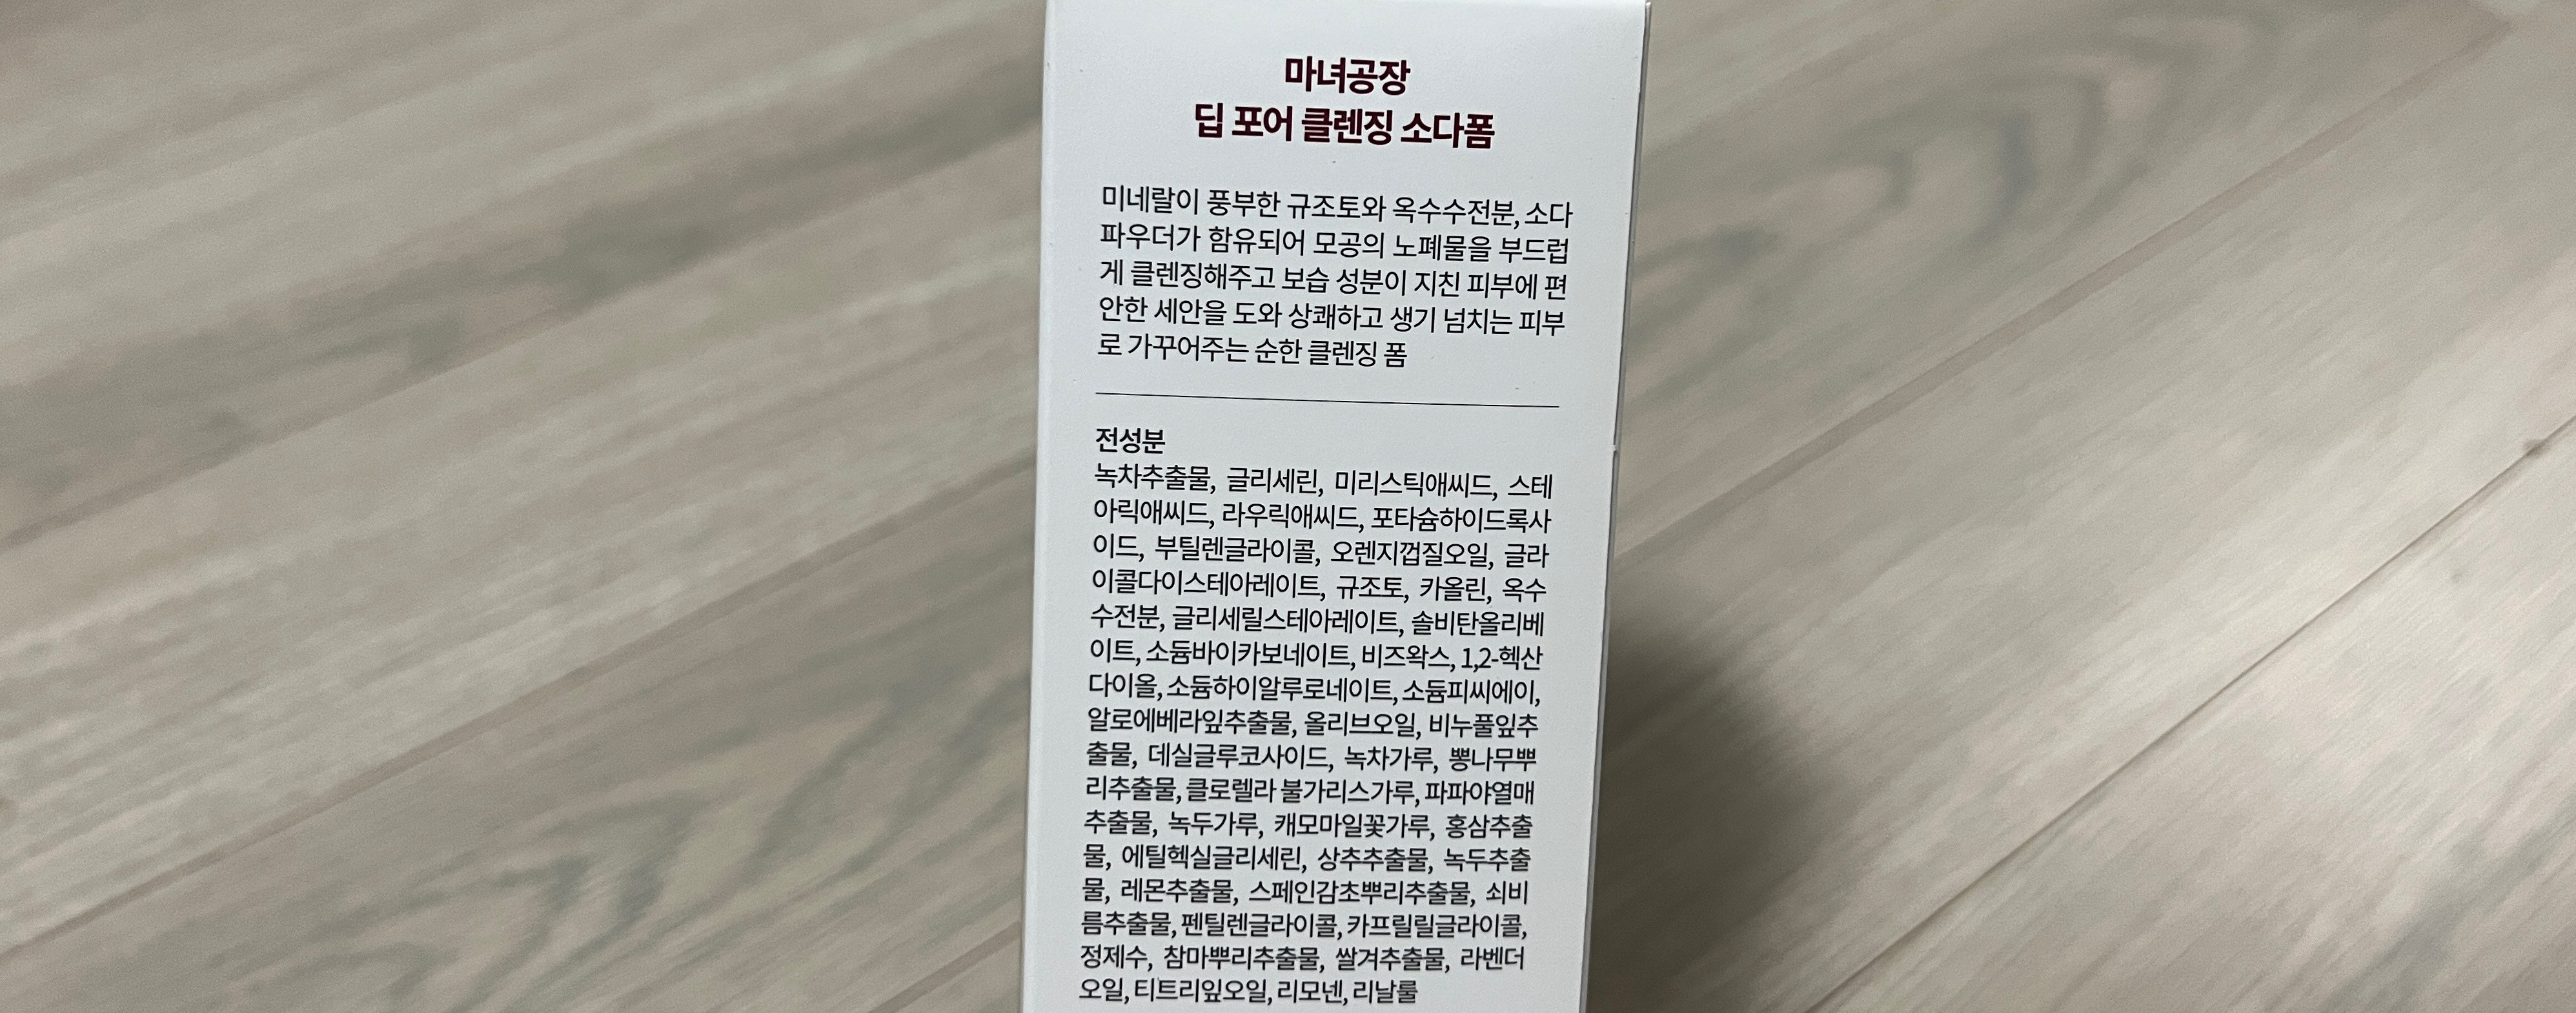 마녀공장
딥 포어 클렌징 소다폼
미네랄이 풍부한 규조토와 옥수수전분, 소다
파우더가 함유되어 모공의 노폐물을 부드럽
게 클렌징해주고 보습 성분이 지친 피부에 편
안한 세안을 도와 상쾌하고 생기 넘치는 피부
로 가꾸어주는 순한 클렌징 폼
전성분
녹차추출물, 글리세린, 미리스틱애씨드, 스테
아릭애씨드, 라우릭애씨드, 포타슘하이드록사
이드, 부틸렌글라이콜, 오렌지껍질오일, 글라
이콜다이스테아레이트, 규조토, 카올린, 옥수
수전분, 글리세릴스테아레이트, 솔비탄올리베
이트, 소듐바이카보네이트, 비즈왁스, 1,2-헥산
다이올, 소듐하이알루로네이트, 소듐피씨에이,
알로에베라잎추출물, 올리브오일, 비누풀잎추
출물, 데실글루코사이드, 녹차가루, 뽕나무뿌
리추출물, 클로렐라 불가리스가루, 파파야열매
추출물, 녹두가루, 캐모마일꽃가루, 홍삼추출
물, 에틸헥실글리세린, 상추추출물, 녹두추출
물, 레몬추출물, 스페인감초뿌리추출물, 쇠비
름추출물, 펜틸렌글라이콜, 카프릴릴글라이콜,
정제수, 참마뿌리추출물, 쌀겨추출물, 라벤더
오일, 티트리잎오일, 리모넨, 리날룰